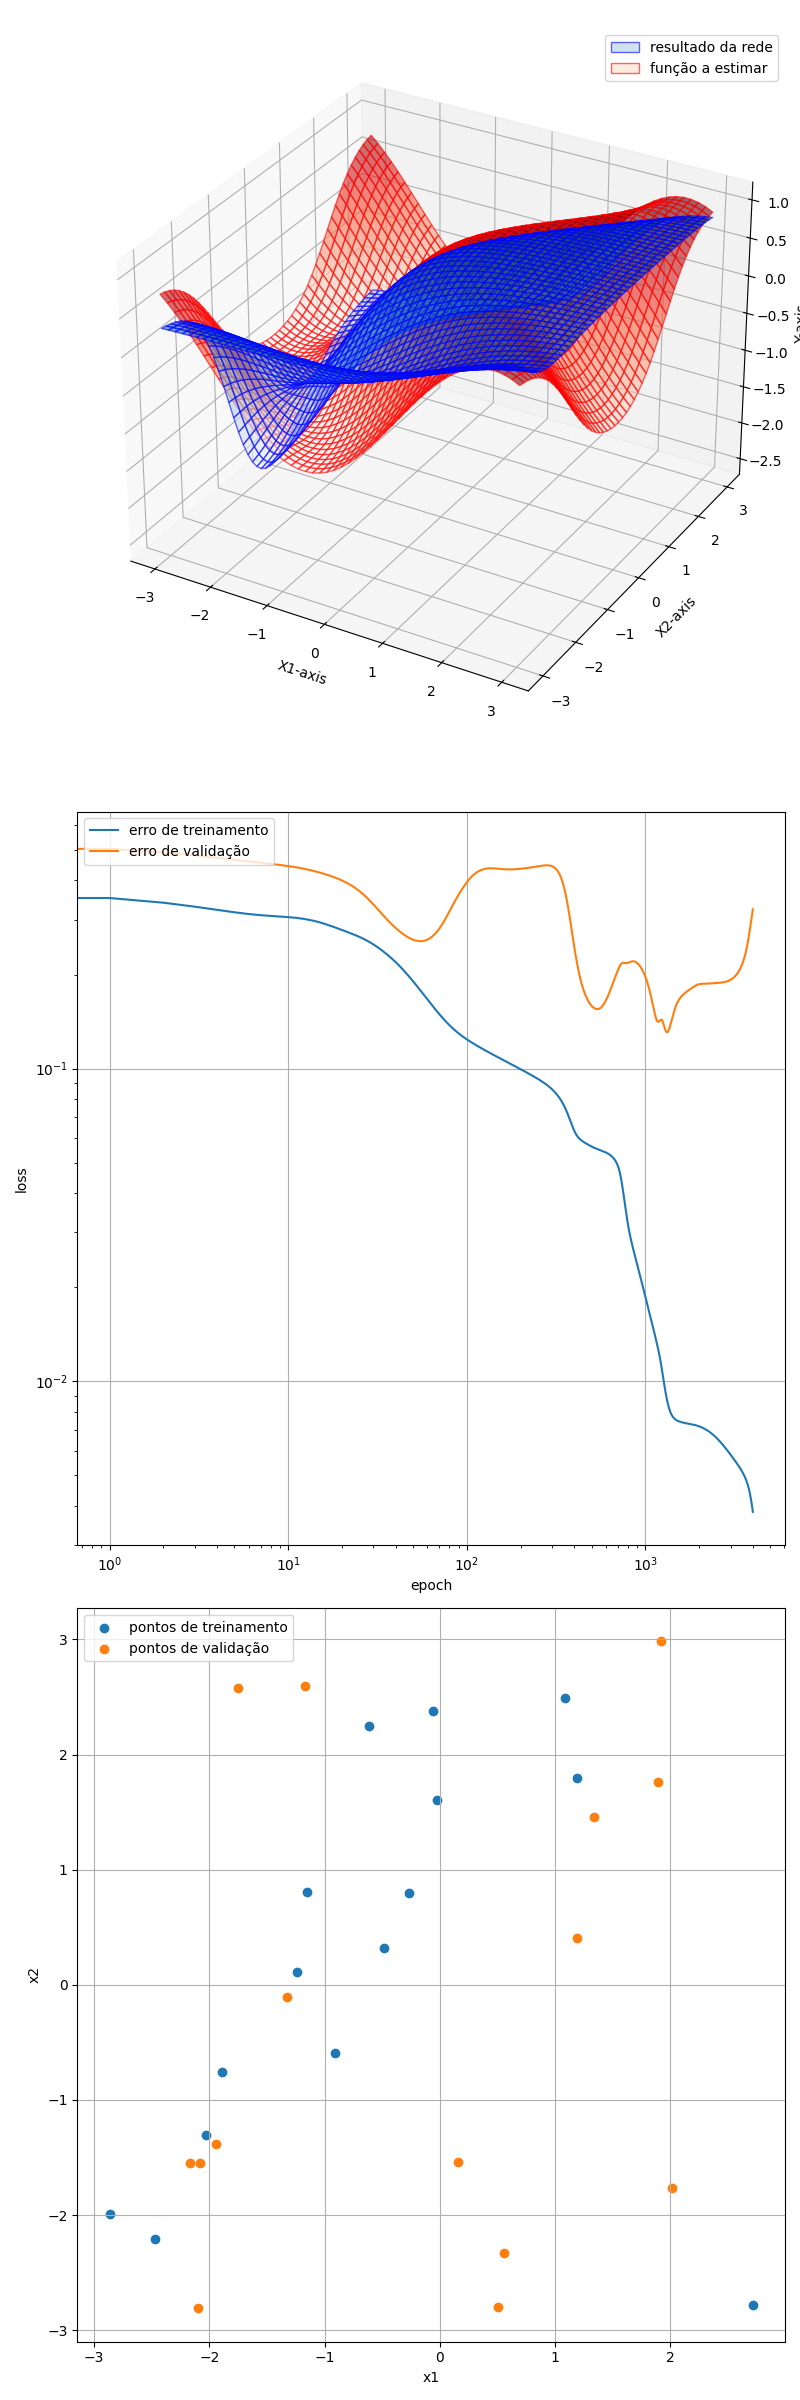 resultado da rede
função a estimar
1.0
0.5
0.0
−0.5
−1.0
−1.5
−2.0
−2.5
3
2
1
0
−1
−2
−3
X2-axis
−3
−2
−1
0
1
2
3
X1-axis
erro de treinamento
erro de validação
10⁻¹
10⁻²
loss
10⁰ 10¹ 10² 10³
epoch
pontos de treinamento
pontos de validação
3
2
1
0
−1
−2
−3
x2
−3 −2 −1 0 1 2
x1